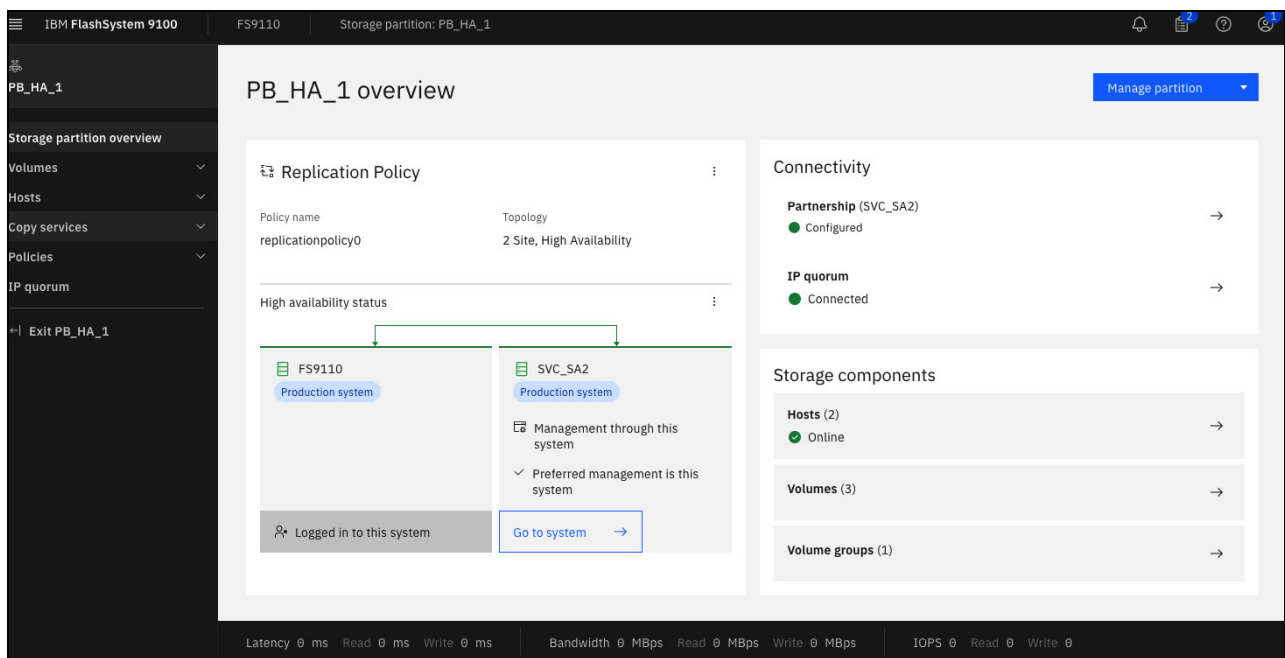 IBM FlashSystem 9100 FS9110 Storage partition: PB_HA_1 2 1
PB_HA_1
Storage partition overview
Volumes
Hosts
Copy services
Policies
IP quorum
Exit PB_HA_1
PB_HA_1 overview
Manage partition
Replication Policy
Policy name Topology
replicationpolicy0 2 Site, High Availability
High availability status
FS9110
Production system
Logged in to this system
SVC_SA2
Production system
Management through this
system
Preferred management is this
system
Go to system
Connectivity
Partnership (SVC_SA2)
Configured
IP quorum
Connected
Storage components
Hosts (2)
Online
Volumes (3)
Volume groups (1)
Latency 0 ms Read 0 ms Write 0 ms Bandwidth 0 MBps Read 0 MBps Write 0 MBps IOPS 0 Read 0 Write 0